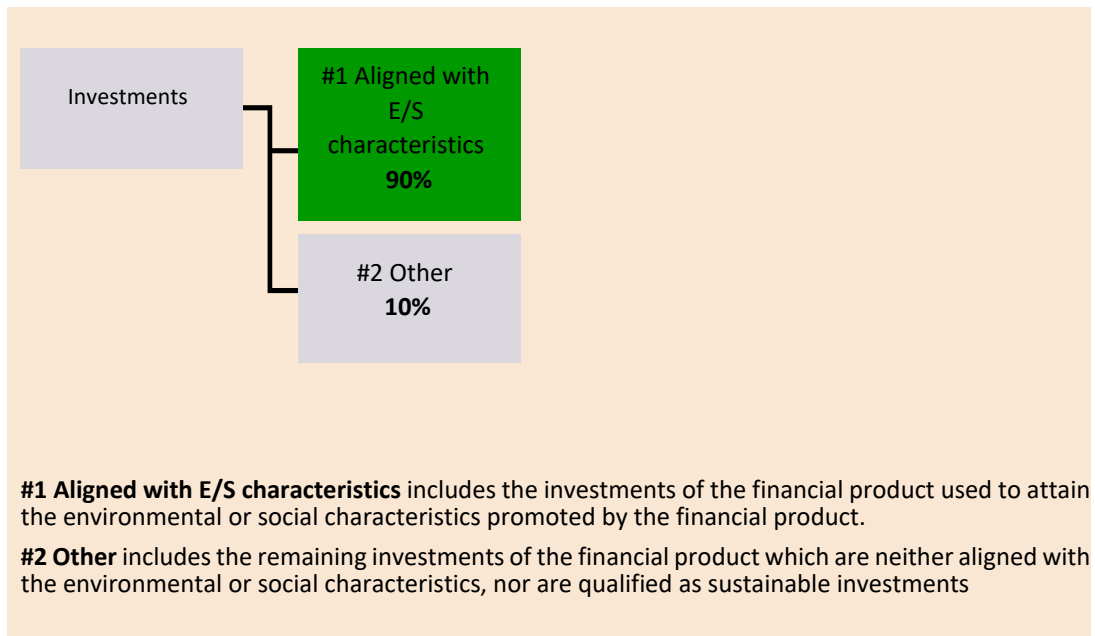 Investments
#1 Aligned with
E/S
characteristics
90%
#2 Other
10%
#1 Aligned with E/S characteristics includes the investments of the financial product used to attain
the environmental or social characteristics promoted by the financial product.
#2 Other includes the remaining investments of the financial product which are neither aligned with
the environmental or social characteristics, nor are qualified as sustainable investments